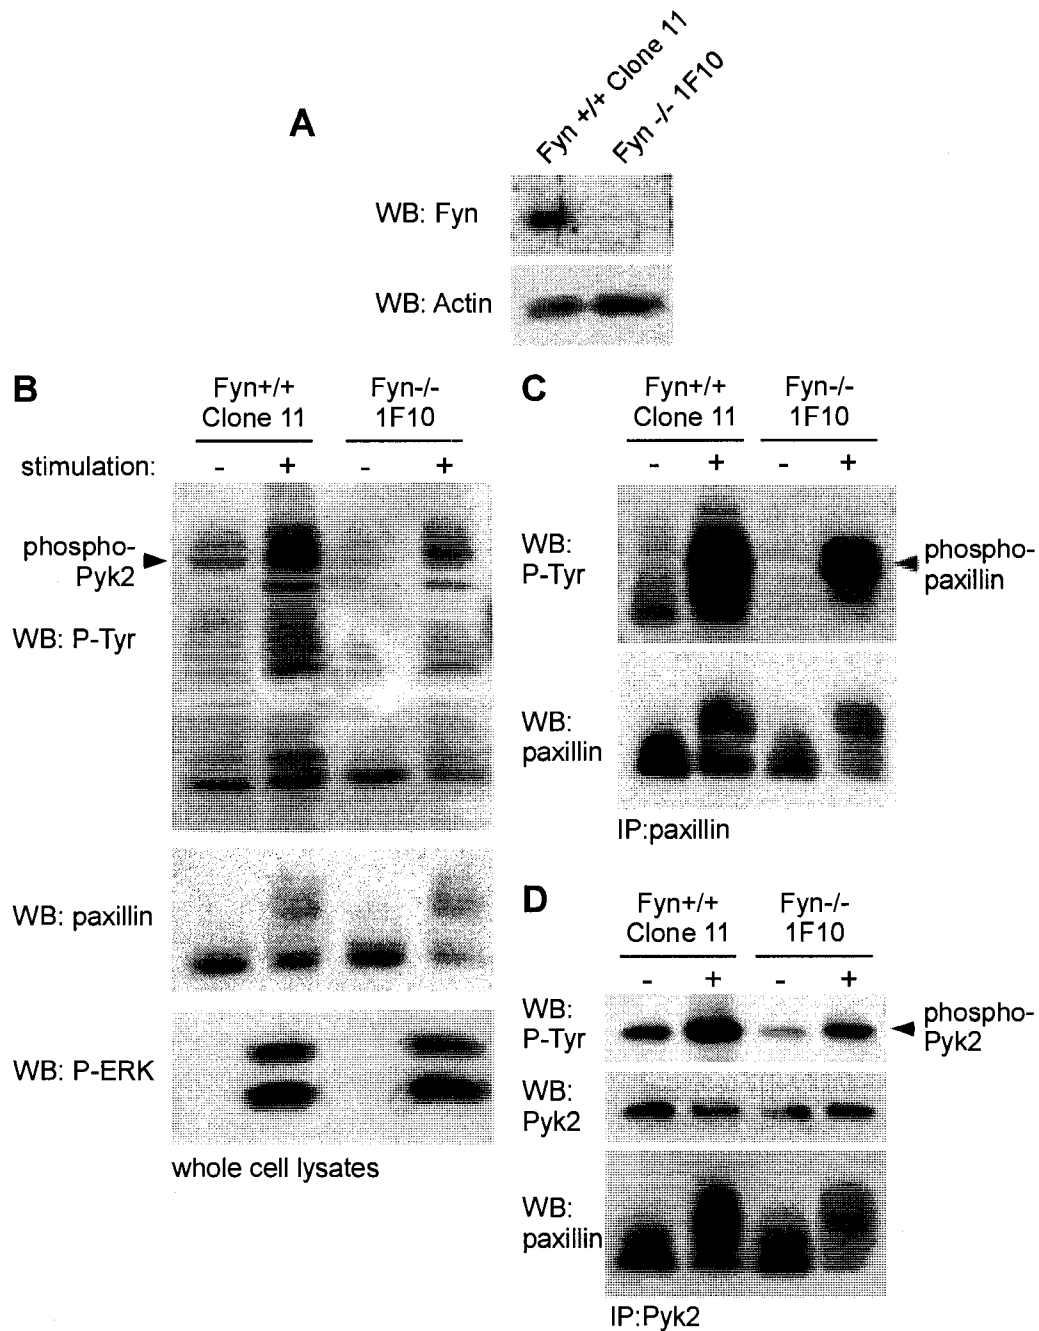 A
Fyn +/+ Clone 11
Fyn -/- 1F10
WB: Fyn
WB: Actin
B
Fyn+/+
Clone 11
Fyn-/-
1F10
stimulation:
- + - +
phospho-
Pyk2
WB: P-Tyr
WB: paxillin
WB: P-ERK
whole cell lysates
C
Fyn+/+
Clone 11
Fyn-/-
1F10
- + - +
WB:
P-Tyr
phospho-
paxillin
WB:
paxillin
IP:paxillin
D
Fyn+/+
Clone 11
Fyn-/-
1F10
- + - +
WB:
P-Tyr
phospho-
Pyk2
WB:
Pyk2
WB:
paxillin
IP:Pyk2